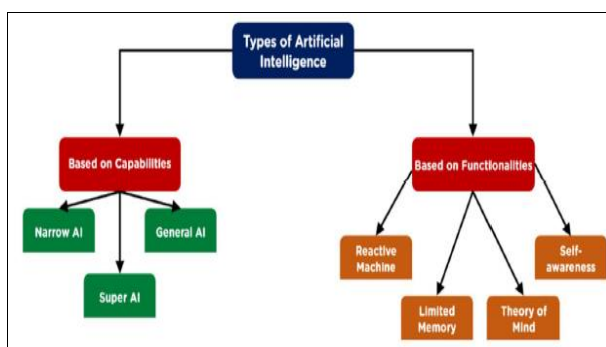 Types of Artificial
Intelligence
Based on Capabilities
Based on Functionalities
Narrow AI
General AI
Super AI
Reactive
Machine
Self-
awareness
Limited
Memory
Theory of
Mind